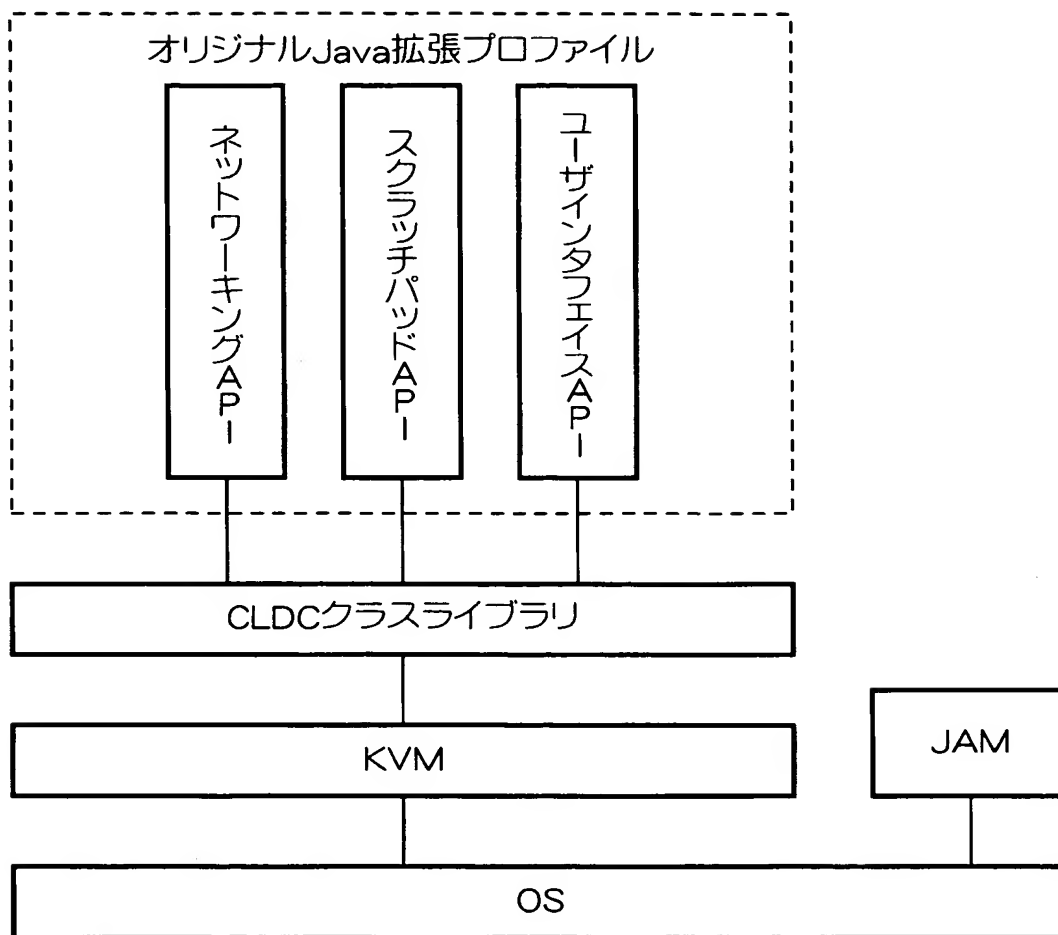 オリジナルJava拡張プロファイル
ネットワーキングAPI
スクラッチパッドAPI
ユーザインタフェイスAPI
CLDCクラスライブラリ
KVM
JAM
OS